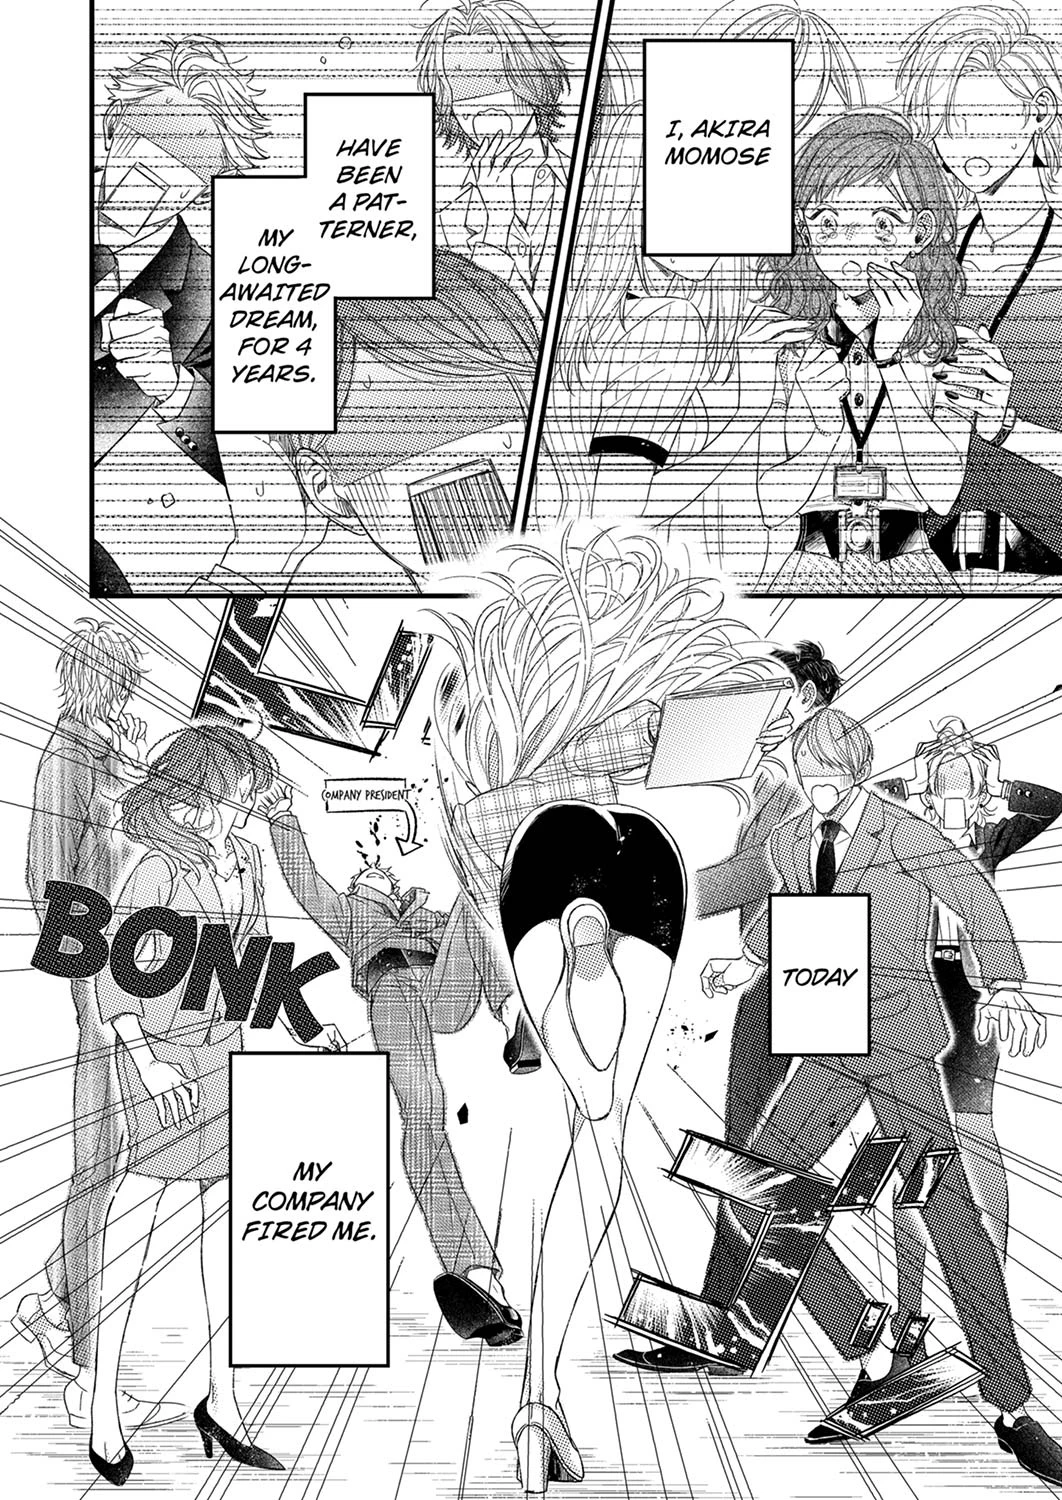 I, AKIRA
MOMOSE
HAVE
BEEN
A PAT-
TERNER,
MY
LONG-
AWAITED
DREAM,
FOR 4
YEARS.
COMPANY PRESIDENT
BONK
TODAY
MY
COMPANY
FIRED ME.